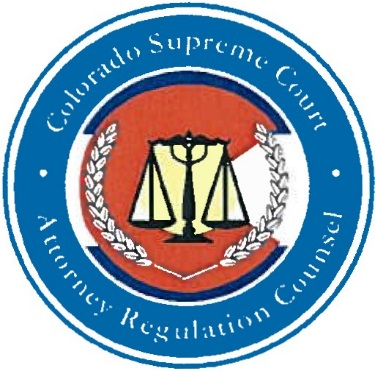 Colorado Supreme Court
Attorney Regulation Counsel